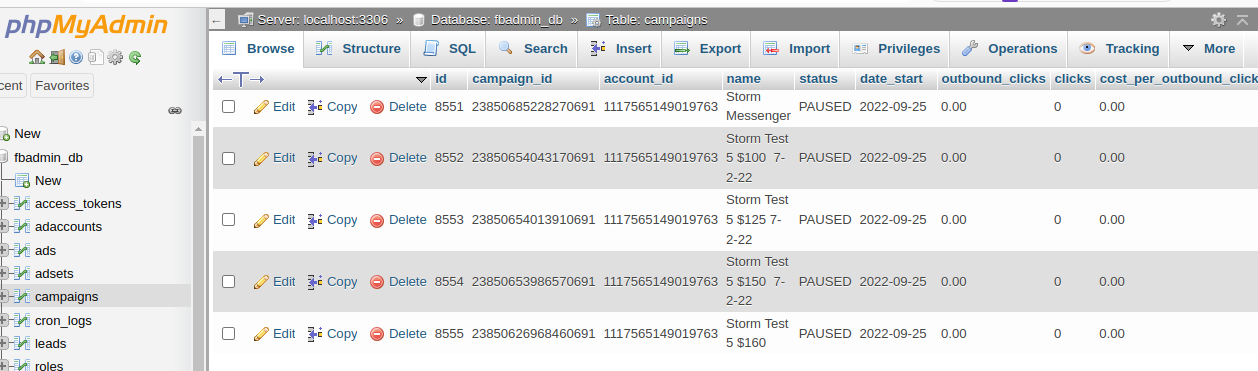 phpMyAdmin
cent Favorites
New
fbadmin_db
New
access_tokens
adaccounts
ads
adsets
campaigns
cron_logs
leads
roles
Server: localhost:3306 » Database: fbadmin_db » Table: campaigns
Browse Structure SQL Search Insert Export Import Privileges Operations Tracking More
id campaign_id account_id name status date_start outbound_clicks clicks cost_per_outbound_click
Edit Copy Delete 8551 23850685228270691 1117565149019763 Storm Messenger PAUSED 2022-09-25 0.00 0 0.00
Edit Copy Delete 8552 23850654043170691 1117565149019763 Storm Test 5 $100 7-2-22 PAUSED 2022-09-25 0.00 0 0.00
Edit Copy Delete 8553 23850654013910691 1117565149019763 Storm Test 5 $125 7-2-22 PAUSED 2022-09-25 0.00 0 0.00
Edit Copy Delete 8554 23850653986570691 1117565149019763 Storm Test 5 $150 7-2-22 PAUSED 2022-09-25 0.00 0 0.00
Edit Copy Delete 8555 23850626968460691 1117565149019763 Storm Test 5 $160 PAUSED 2022-09-25 0.00 0 0.00